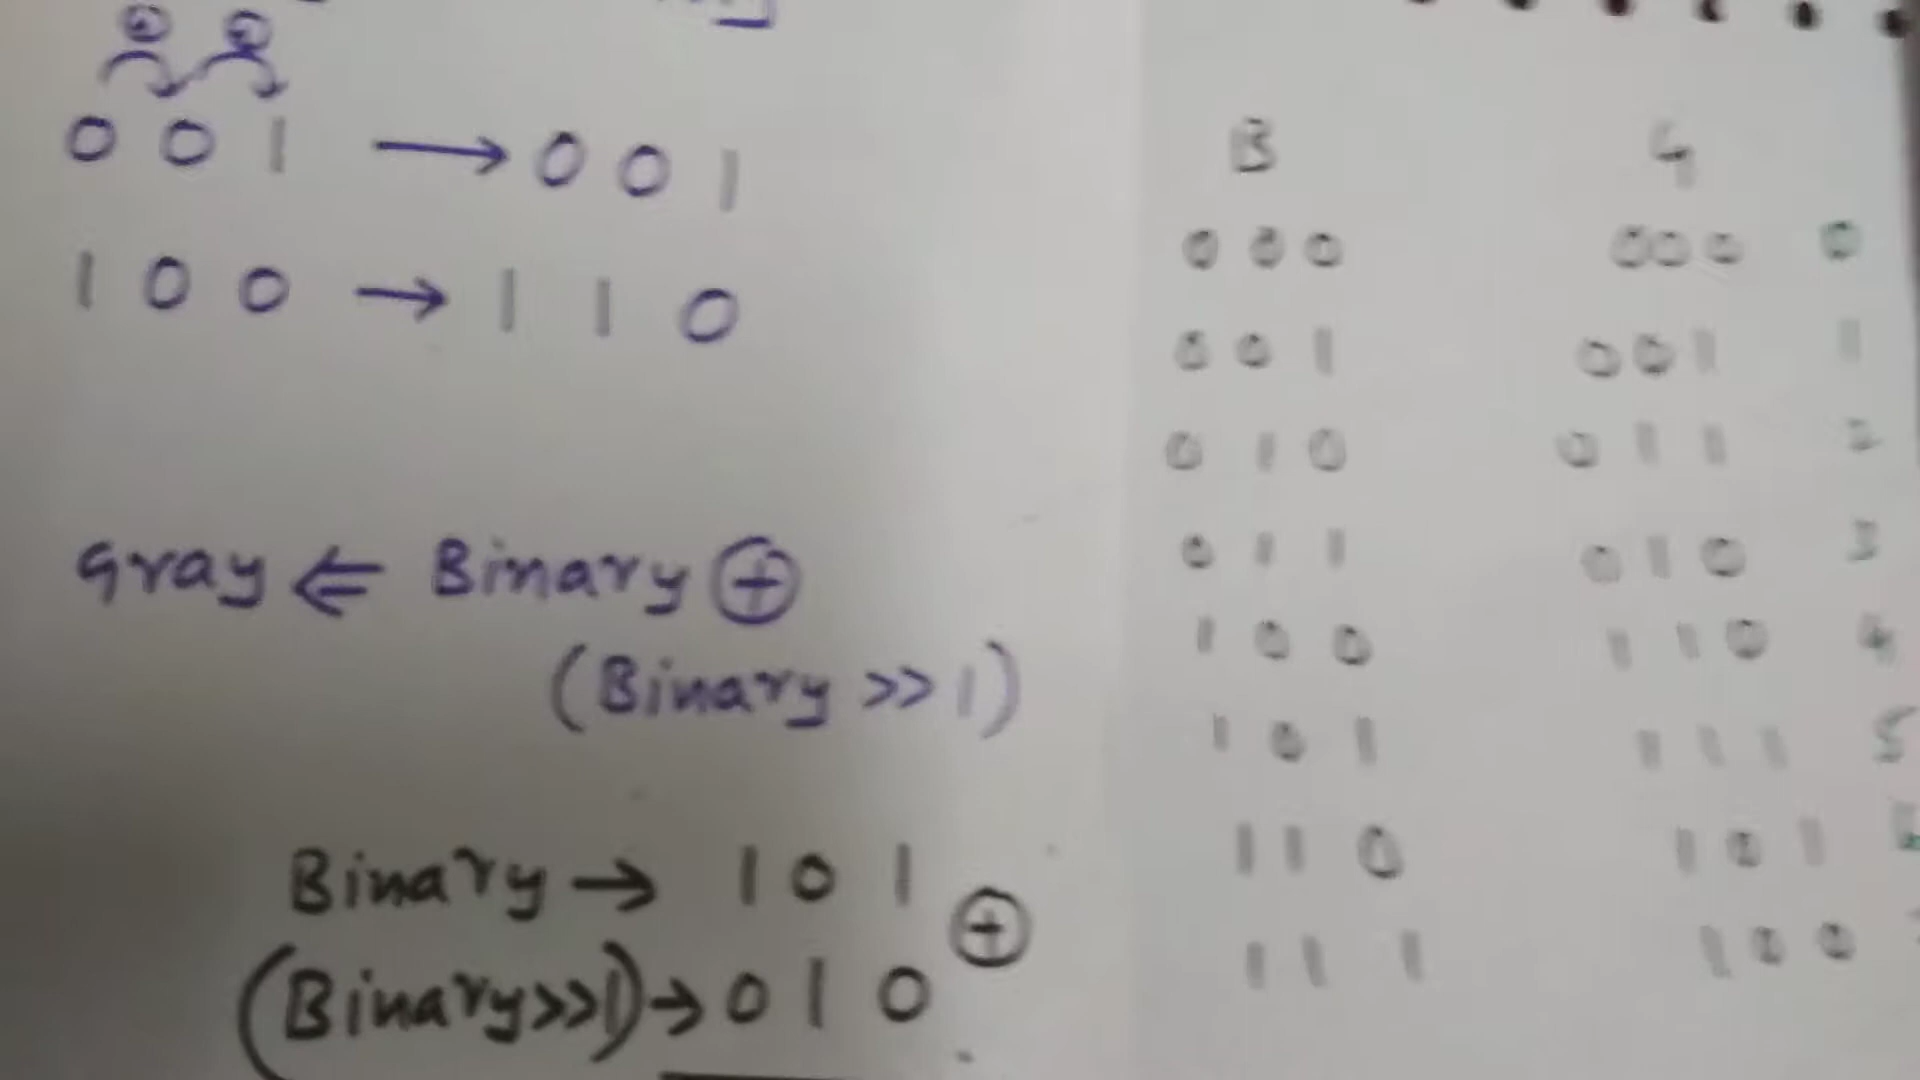 0 0 1 → 0 0 1
1 0 0 → 1 1 0
Gray ⇐ Binary ⊕
(Binary >> 1)
Binary → 1 0 1
⊕
(Binary>>1) → 0 1 0
B G
0 0 0 0 0 0 0
0 0 1 0 0 1 1
0 1 0 0 1 1 2
0 1 1 0 1 0 3
1 0 0 1 1 0 4
1 0 1 1 1 1 5
1 1 0 1 0 1
1 1 1 1 0 0